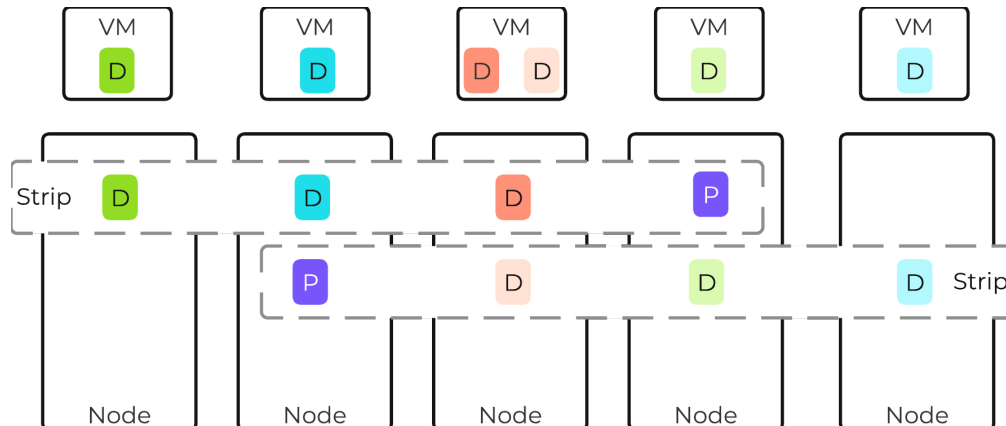 VM VM VM VM VM
D D D D D D
Strip D D D P
P D D D Strip
Node Node Node Node Node